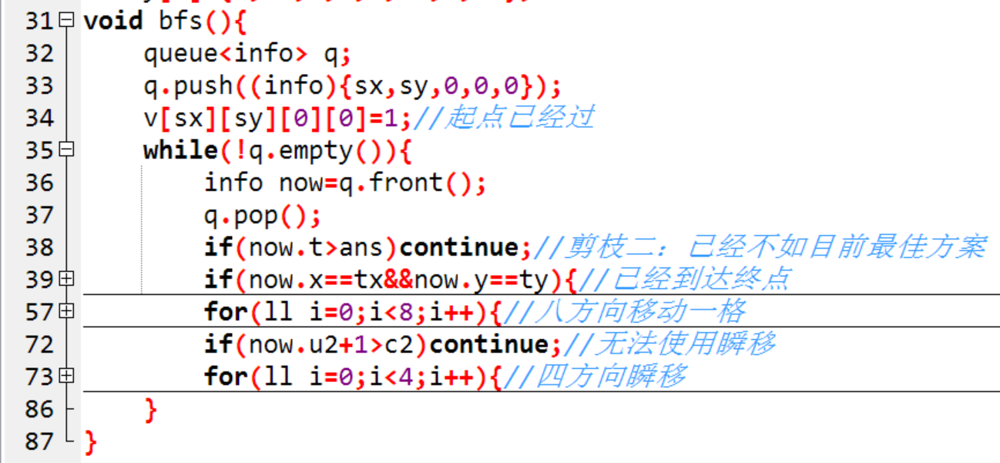 31 void bfs(){
32 queue<info> q;
33 q.push((info){sx,sy,0,0,0});
34 v[sx][sy][0][0]=1;//起点已经过
35 while(!q.empty()){
36 info now=q.front();
37 q.pop();
38 if(now.t>ans)continue;//剪枝二：已经不如目前最佳方案
39 if(now.x==tx&&now.y==ty){//已经到达终点
57 for(ll i=0;i<8;i++){//八方向移动一格
72 if(now.u2+1>c2)continue;//无法使用瞬移
73 for(ll i=0;i<4;i++){//四方向瞬移
86 }
87 }